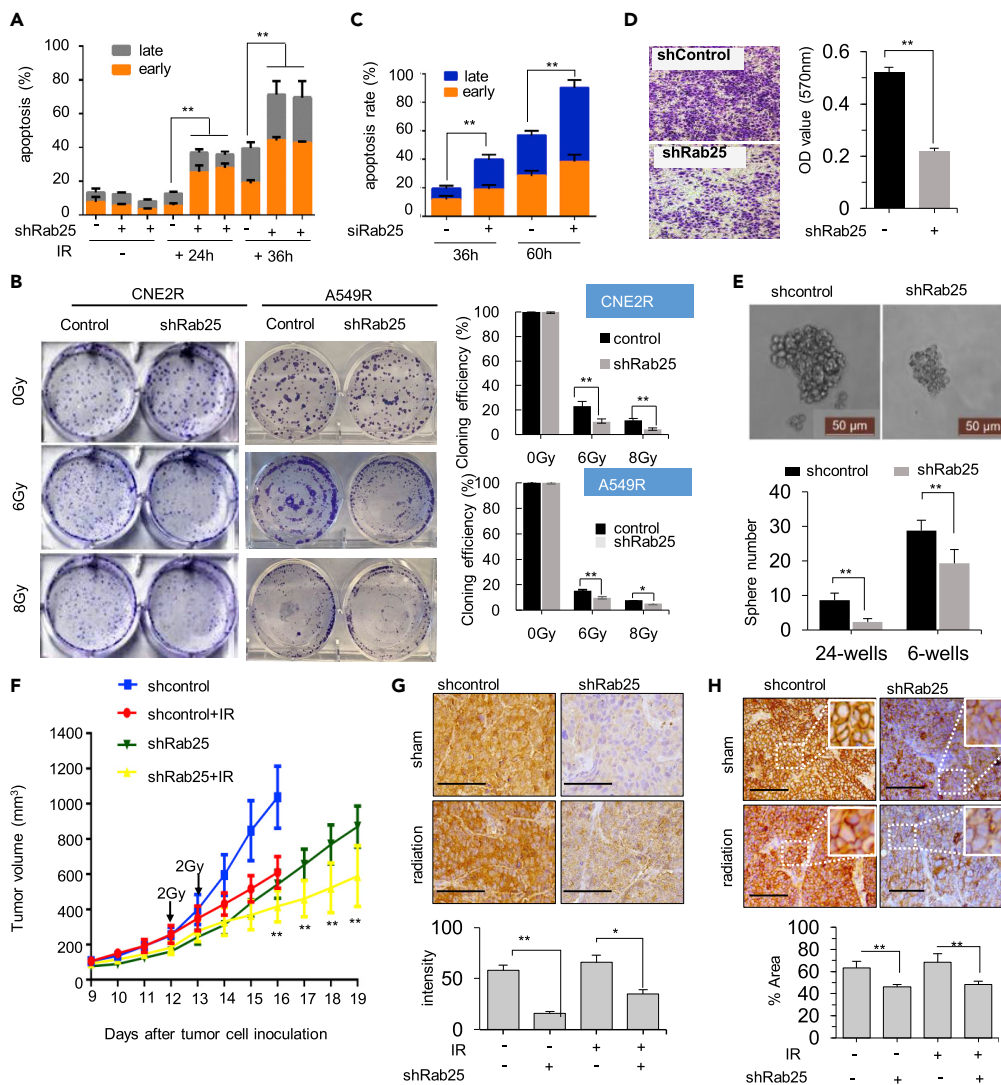 A
apoptosis (%)
100
80
60
40
20
0
late
early
**
**
shRab25 - + + - + + - + +
IR - + 24h + 36h
C
apoptosis rate (%)
100
80
60
40
20
0
late
early
**
**
siRab25 - + - +
36h 60h
D
shControl
shRab25
OD value (570nm)
0.6
0.4
0.2
0
**
shRab25 - +
B
CNE2R A549R
Control shRab25 Control shRab25
0Gy
6Gy
8Gy
CNE2R
Cloning efficiency (%)
100
80
60
40
20
0
control
shRab25
**
**
0Gy 6Gy 8Gy
A549R
Cloning efficiency (%)
100
80
60
40
20
0
control
shRab25
**
*
0Gy 6Gy 8Gy
E
shcontrol shRab25
50 µm 50 µm
shcontrol shRab25
Sphere number
40
30
20
10
0
**
**
24-wells 6-wells
F
shcontrol
shcontrol+IR
shRab25
shRab25+IR
Tumor volume (mm³)
1400
1200
1000
800
600
400
200
0
2Gy
2Gy
** ** ** **
9 10 11 12 13 14 15 16 17 18 19
Days after tumor cell inoculation
G
shcontrol shRab25
sham
radiation
intensity
100
50
0
**
*
IR - - + +
shRab25 - + - +
H
shcontrol shRab25
sham
radiation
% Area
100
80
60
40
20
0
**
**
IR - - + +
shRab25 - + - +